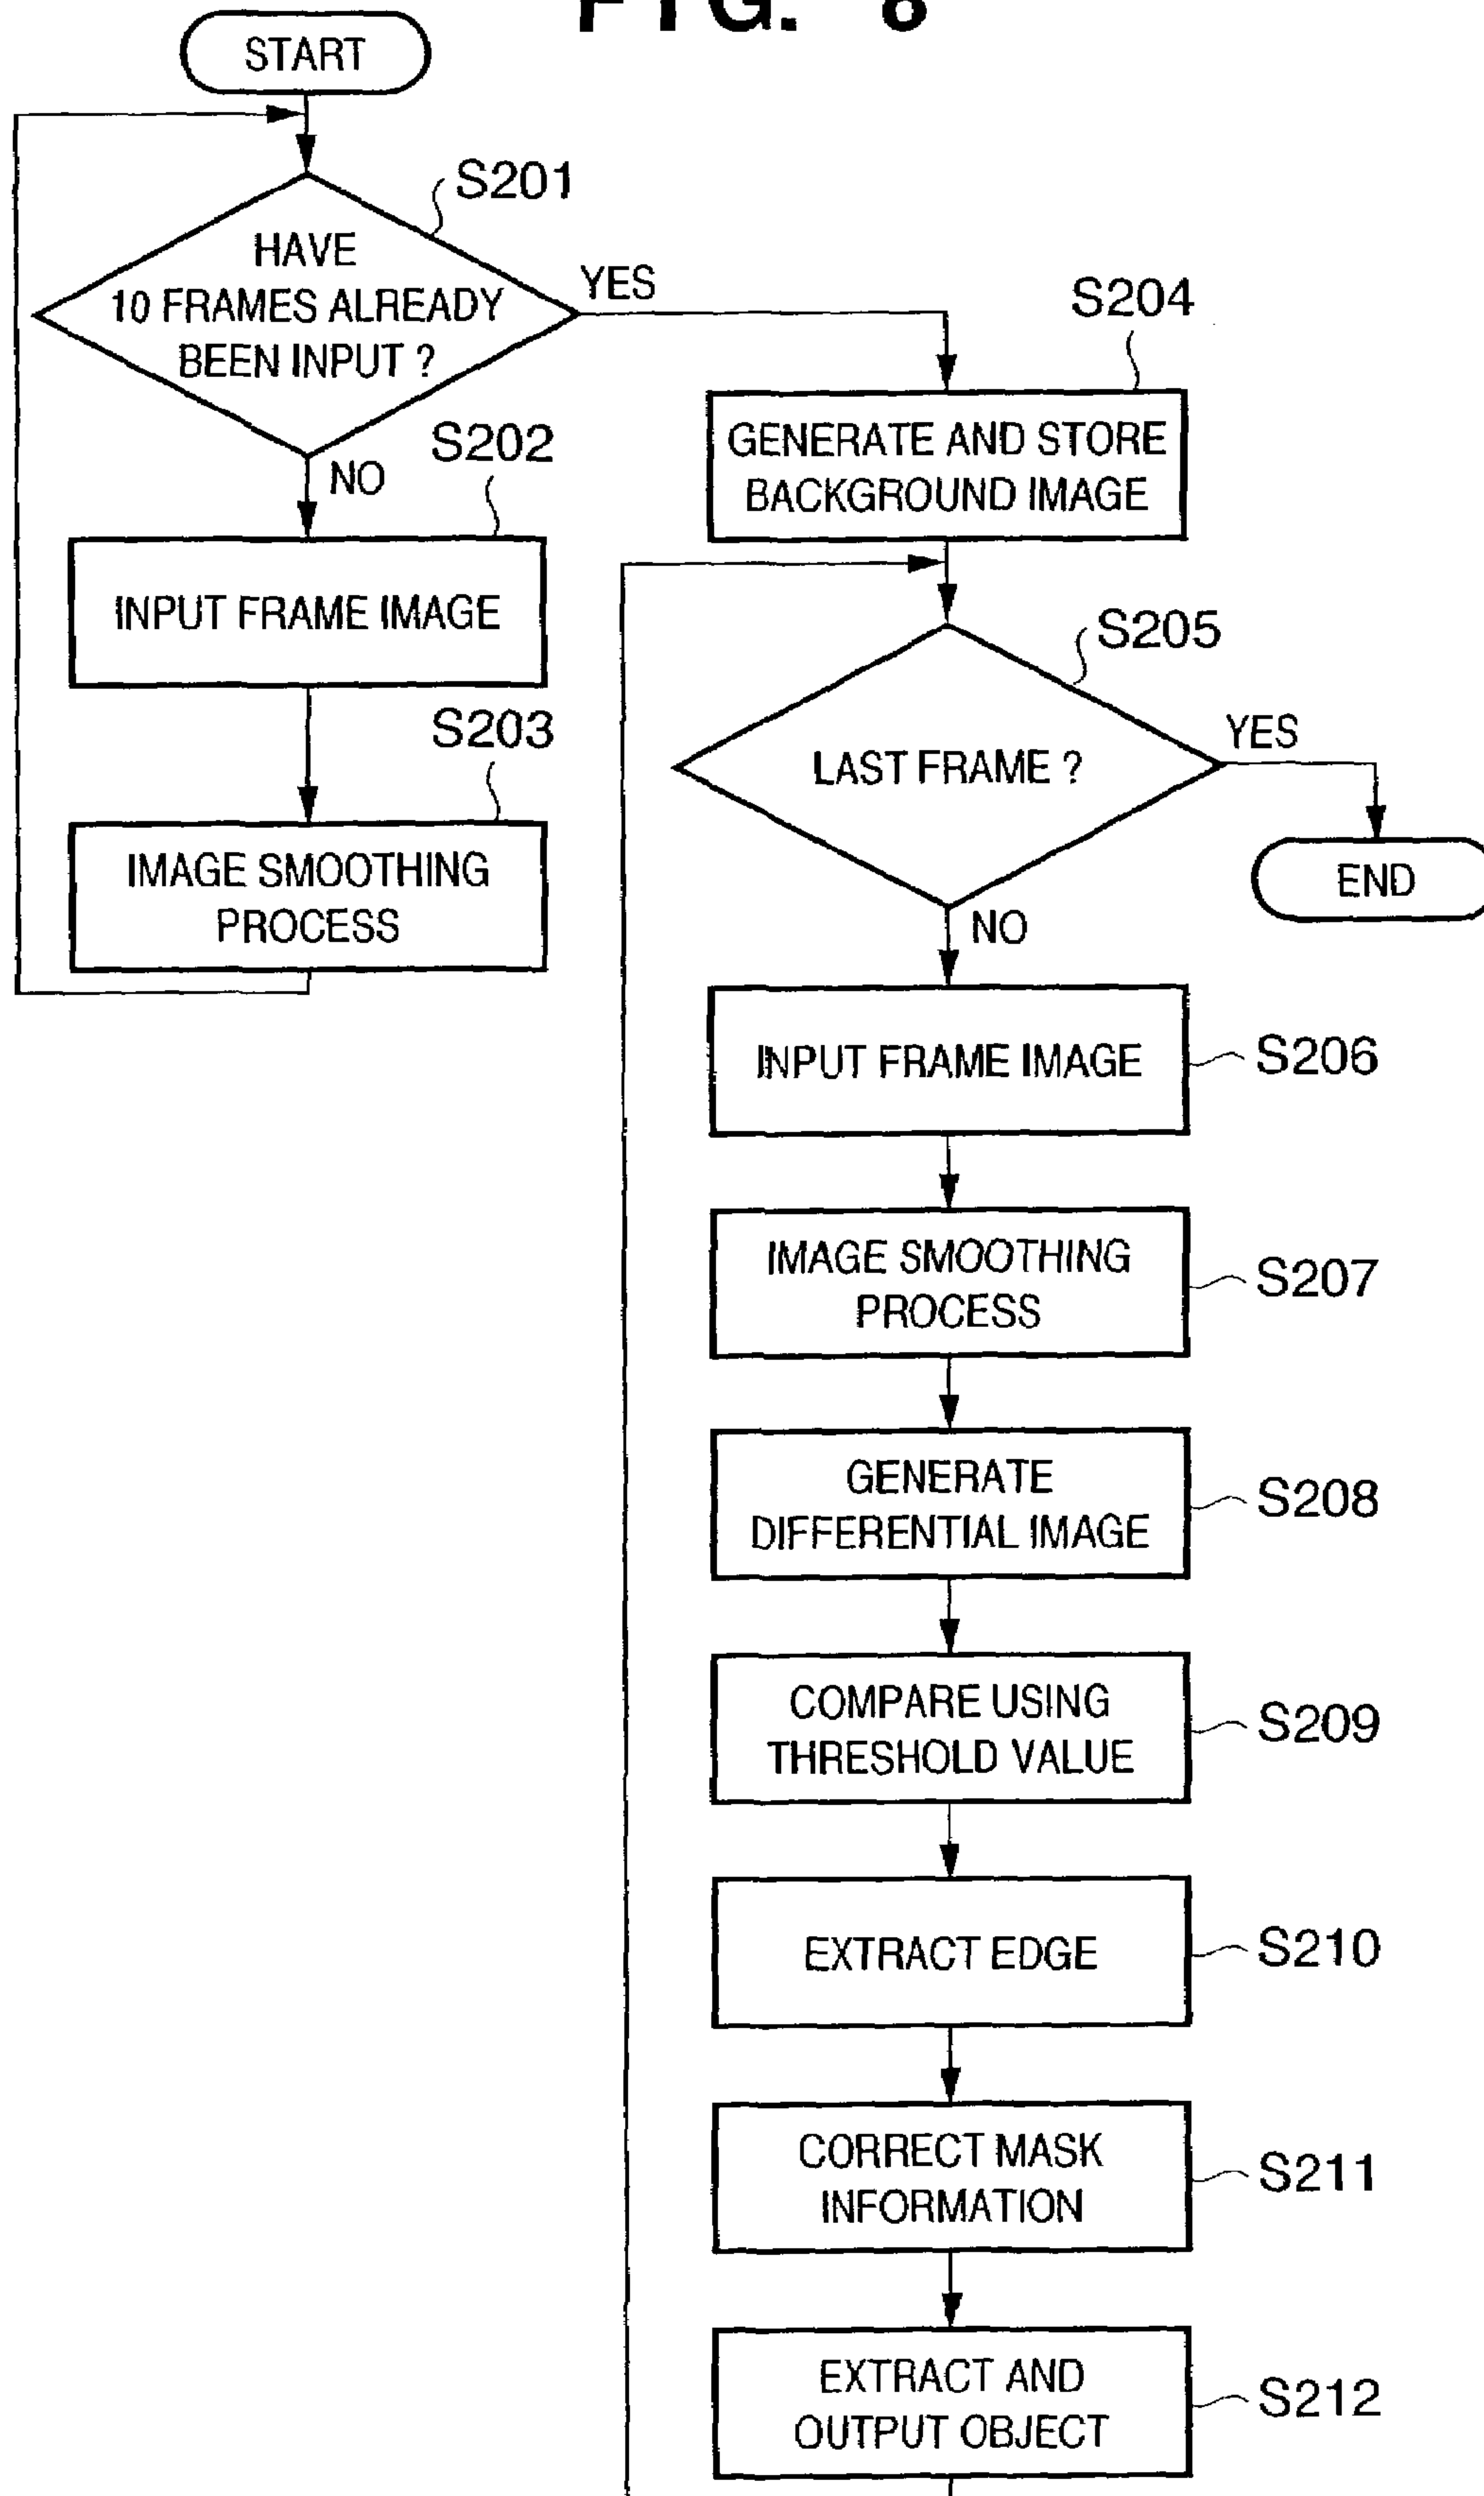 FIG. 8
START
S201
HAVE
10 FRAMES ALREADY
BEEN INPUT ?
YES
NO
S202
INPUT FRAME IMAGE
S203
IMAGE SMOOTHING
PROCESS
S204
GENERATE AND STORE
BACKGROUND IMAGE
S205
LAST FRAME ?
YES
END
NO
INPUT FRAME IMAGE
S206
IMAGE SMOOTHING
PROCESS
S207
GENERATE
DIFFERENTIAL IMAGE
S208
COMPARE USING
THRESHOLD VALUE
S209
EXTRACT EDGE
S210
CORRECT MASK
INFORMATION
S211
EXTRACT AND
OUTPUT OBJECT
S212